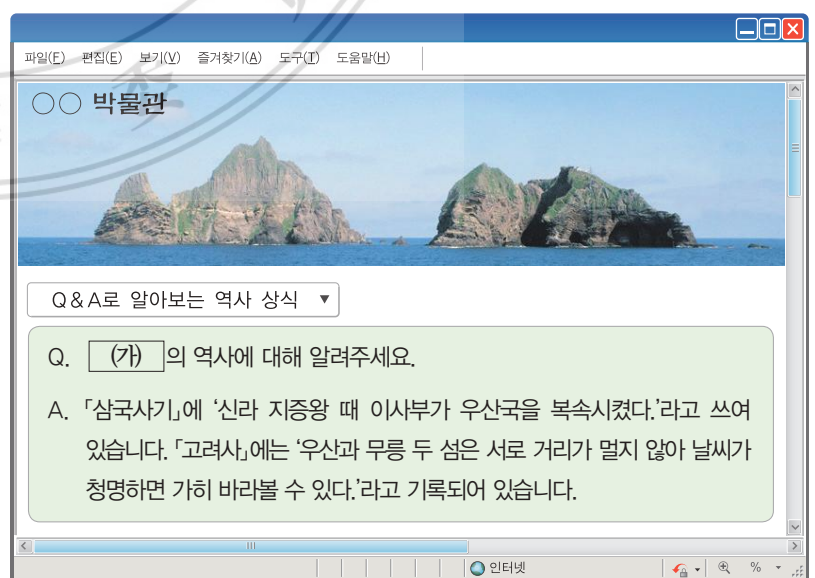 파일(F) 편집(E) 보기(V) 즐겨찾기(A) 도구(T) 도움말(H)
○○ 박물관
Q&A로 알아보는 역사 상식 ▼
Q. (가) 의 역사에 대해 알려주세요.
A. 「삼국사기」에 ‘신라 지증왕 때 이사부가 우산국을 복속시켰다.’라고 쓰여
있습니다. 「고려사」에는 ‘우산과 무릉 두 섬은 서로 거리가 멀지 않아 날씨가
청명하면 가히 바라볼 수 있다.’라고 기록되어 있습니다.
인터넷 %